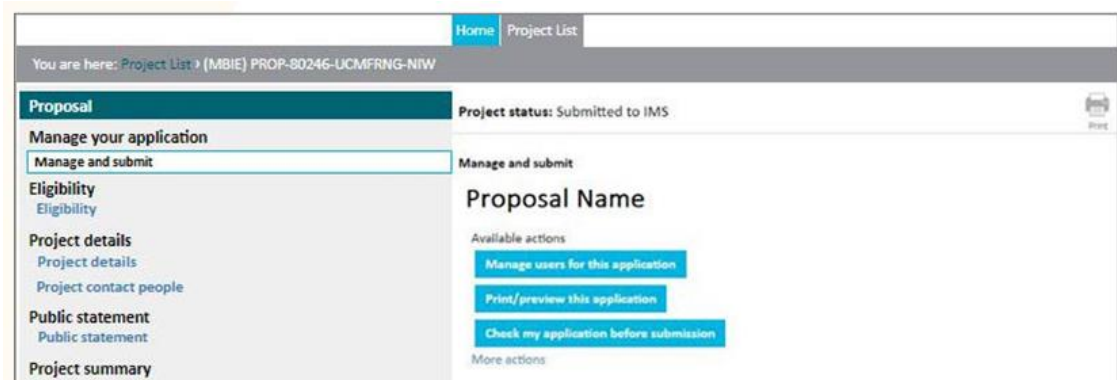 Home Project List
You are here: Project List › (MBIE) PROP-80246-UCMFRNG-NIW
Proposal
Manage your application
Manage and submit
Eligibility
Eligibility
Project details
Project details
Project contact people
Public statement
Public statement
Project summary
Project status: Submitted to IMS
Print
Manage and submit
Proposal Name
Available actions
Manage users for this application
Print/preview this application
Check my application before submission
More actions